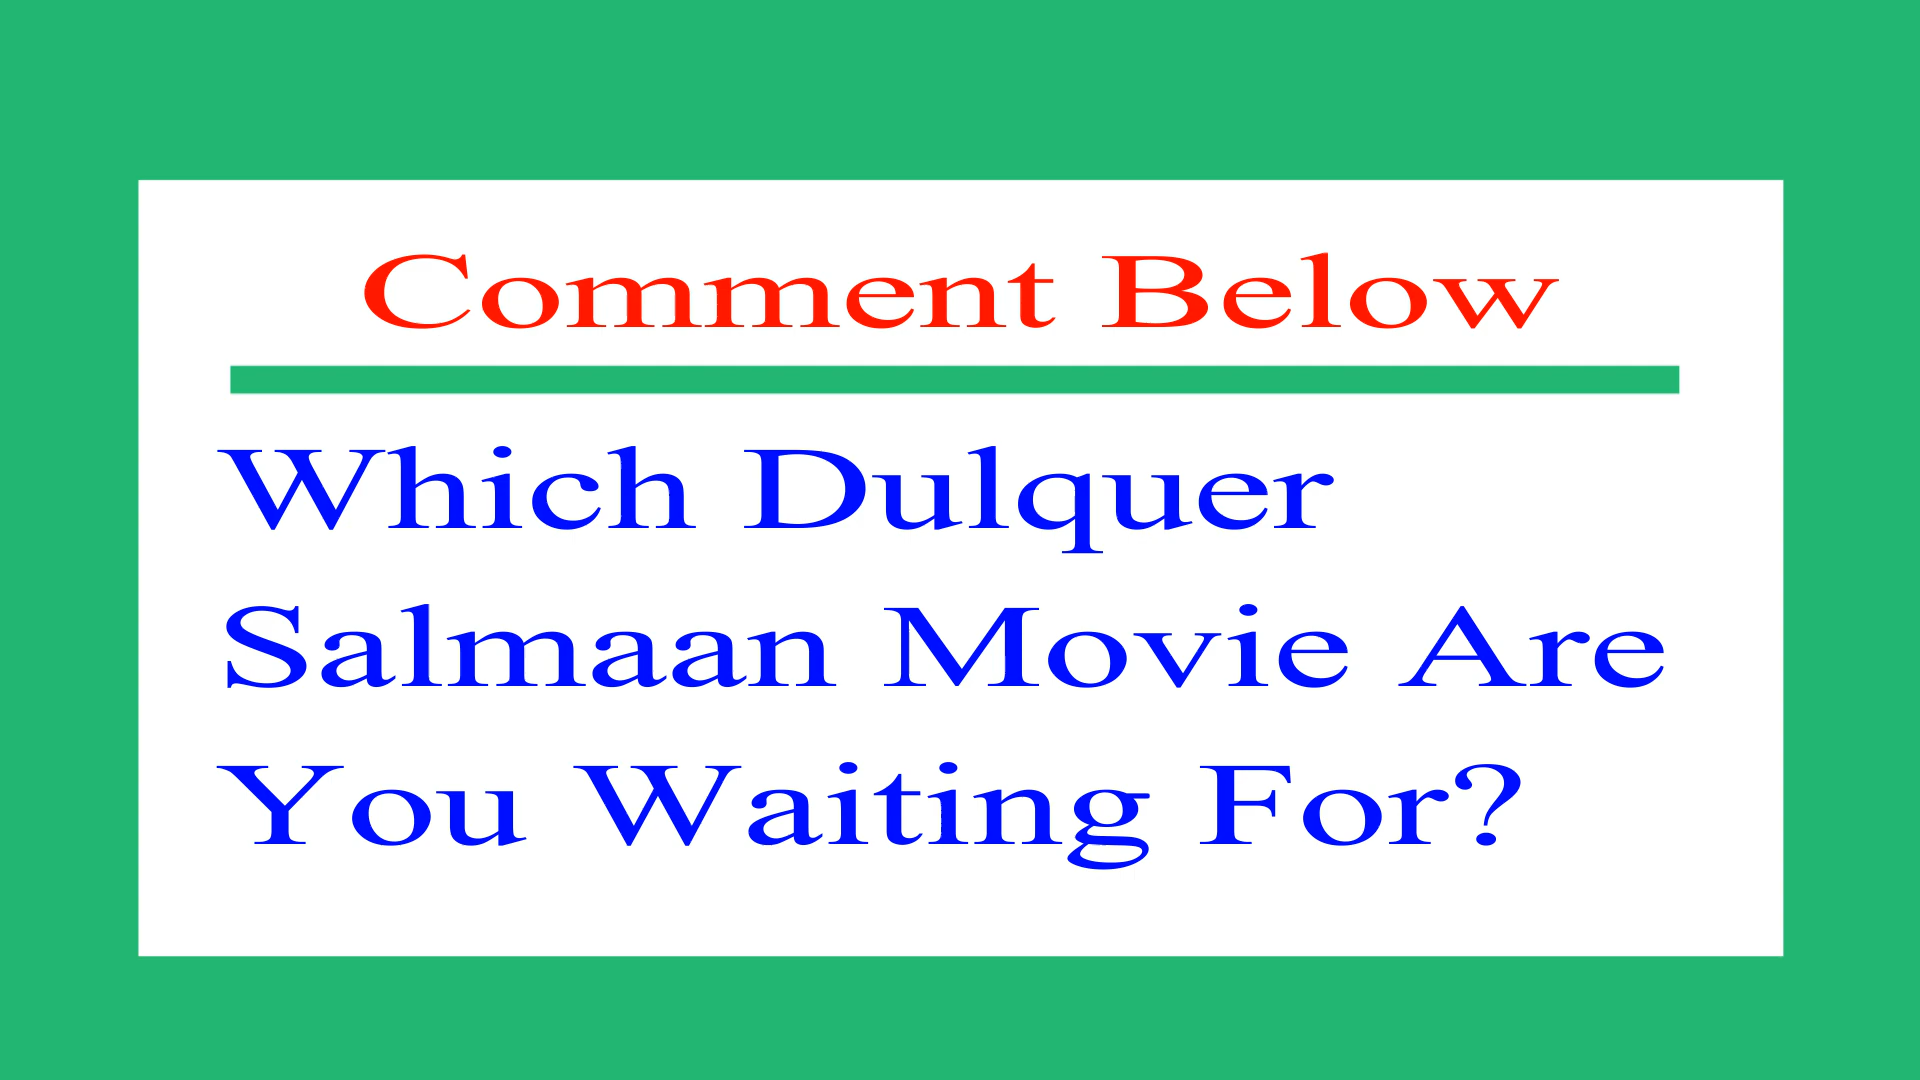 Comment Below
Which Dulquer
Salmaan Movie Are
You Waiting For?